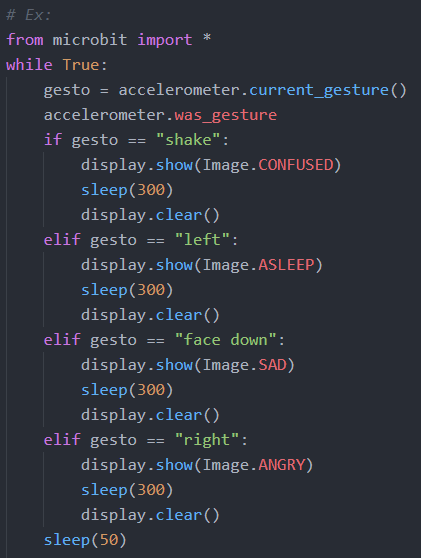 # Ex:
from microbit import *
while True:
    gesto = accelerometer.current_gesture()
    accelerometer.was_gesture
    if gesto == "shake":
        display.show(Image.CONFUSED)
        sleep(300)
        display.clear()
    elif gesto == "left":
        display.show(Image.ASLEEP)
        sleep(300)
        display.clear()
    elif gesto == "face down":
        display.show(Image.SAD)
        sleep(300)
        display.clear()
    elif gesto == "right":
        display.show(Image.ANGRY)
        sleep(300)
        display.clear()
    sleep(50)